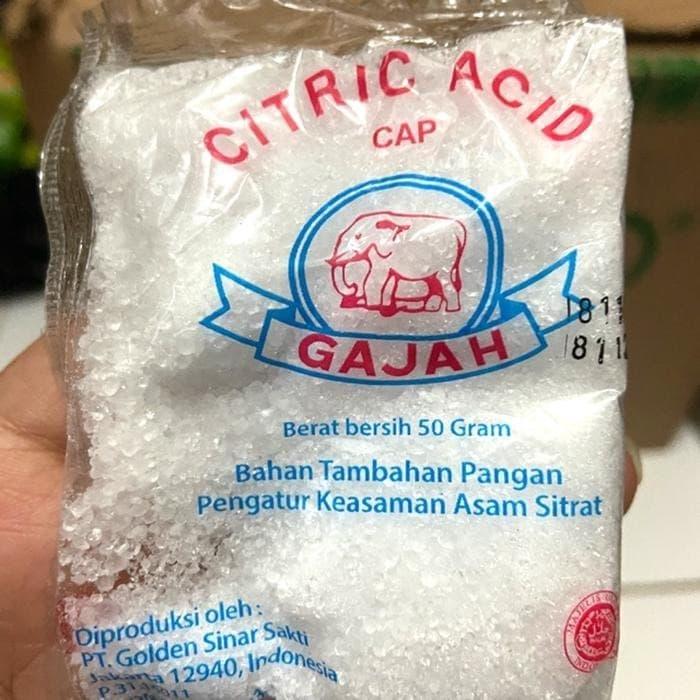 CITRIC ACID
CAP
GAJAH
Berat bersih 50 Gram
Bahan Tambahan Pangan
Pengatur Keasaman Asam Sitrat
Diproduksi oleh :
PT. Golden Sinar Sakti
Jakarta 12940, Indonesia